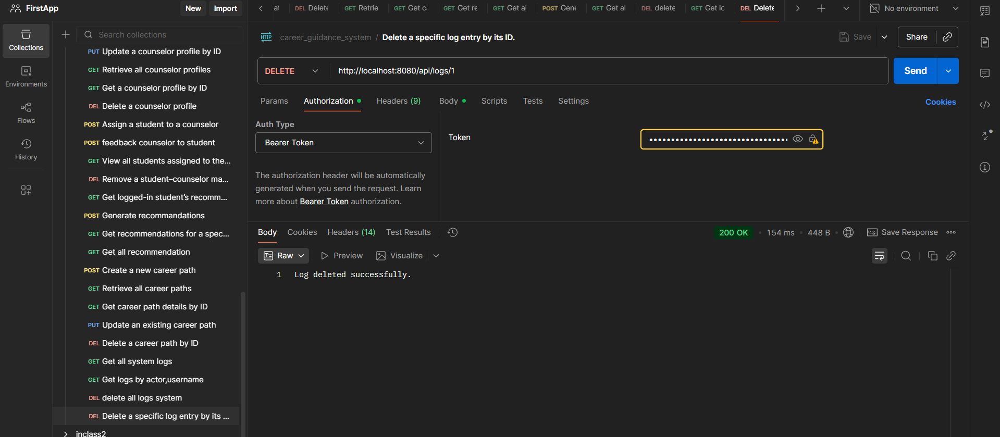 FirstApp
New
Import
DEL Delete
GET Retrie
GET Get ca
GET Get re
GET Get al
POST Gene
GET Get al
DEL delete
GET Get lo
DEL Delete
No environment
Collections
Environments
Flows
History
Search collections
PUT Update a counselor profile by ID
GET Retrieve all counselor profiles
GET Get a counselor profile by ID
DEL Delete a counselor profile
POST Assign a student to a counselor
POST feedback counselor to student
GET View all students assigned to the...
DEL Remove a student–counselor ma...
GET Get logged-in student's recomm...
POST Generate recommandations
GET Get recommendations for a spec...
GET Get all recommendation
POST Create a new career path
GET Retrieve all career paths
GET Get career path details by ID
PUT Update an existing career path
DEL Delete a career path by ID
GET Get all system logs
GET Get logs by actor,username
DEL delete all logs system
DEL Delete a specific log entry by its ...
inclass2
HTTP career_guidance_system / Delete a specific log entry by its ID.
Save
Share
DELETE http://localhost:8080/api/logs/1
Send
Params Authorization Headers (9) Body Scripts Tests Settings
Cookies
Auth Type
Bearer Token
The authorization header will be automatically
generated when you send the request. Learn
more about Bearer Token authorization.
Token
Body Cookies Headers (14) Test Results
200 OK • 154 ms • 448 B
e.g. Save Response
Raw Preview Visualize
1 Log deleted successfully.